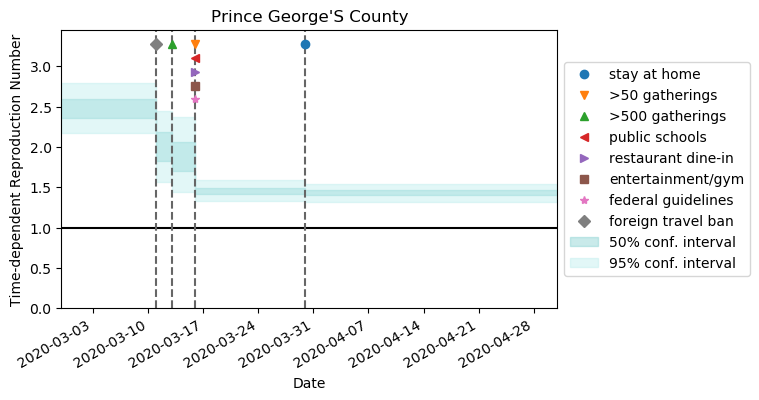 Prince George'S County
Time-dependent Reproduction Number
3.0
2.5
2.0
1.5
1.0
0.5
0.0
2020-03-03
2020-03-10
2020-03-17
2020-03-24
2020-03-31
2020-04-07
2020-04-14
2020-04-21
2020-04-28
Date
stay at home
>50 gatherings
>500 gatherings
public schools
restaurant dine-in
entertainment/gym
federal guidelines
foreign travel ban
50% conf. interval
95% conf. interval